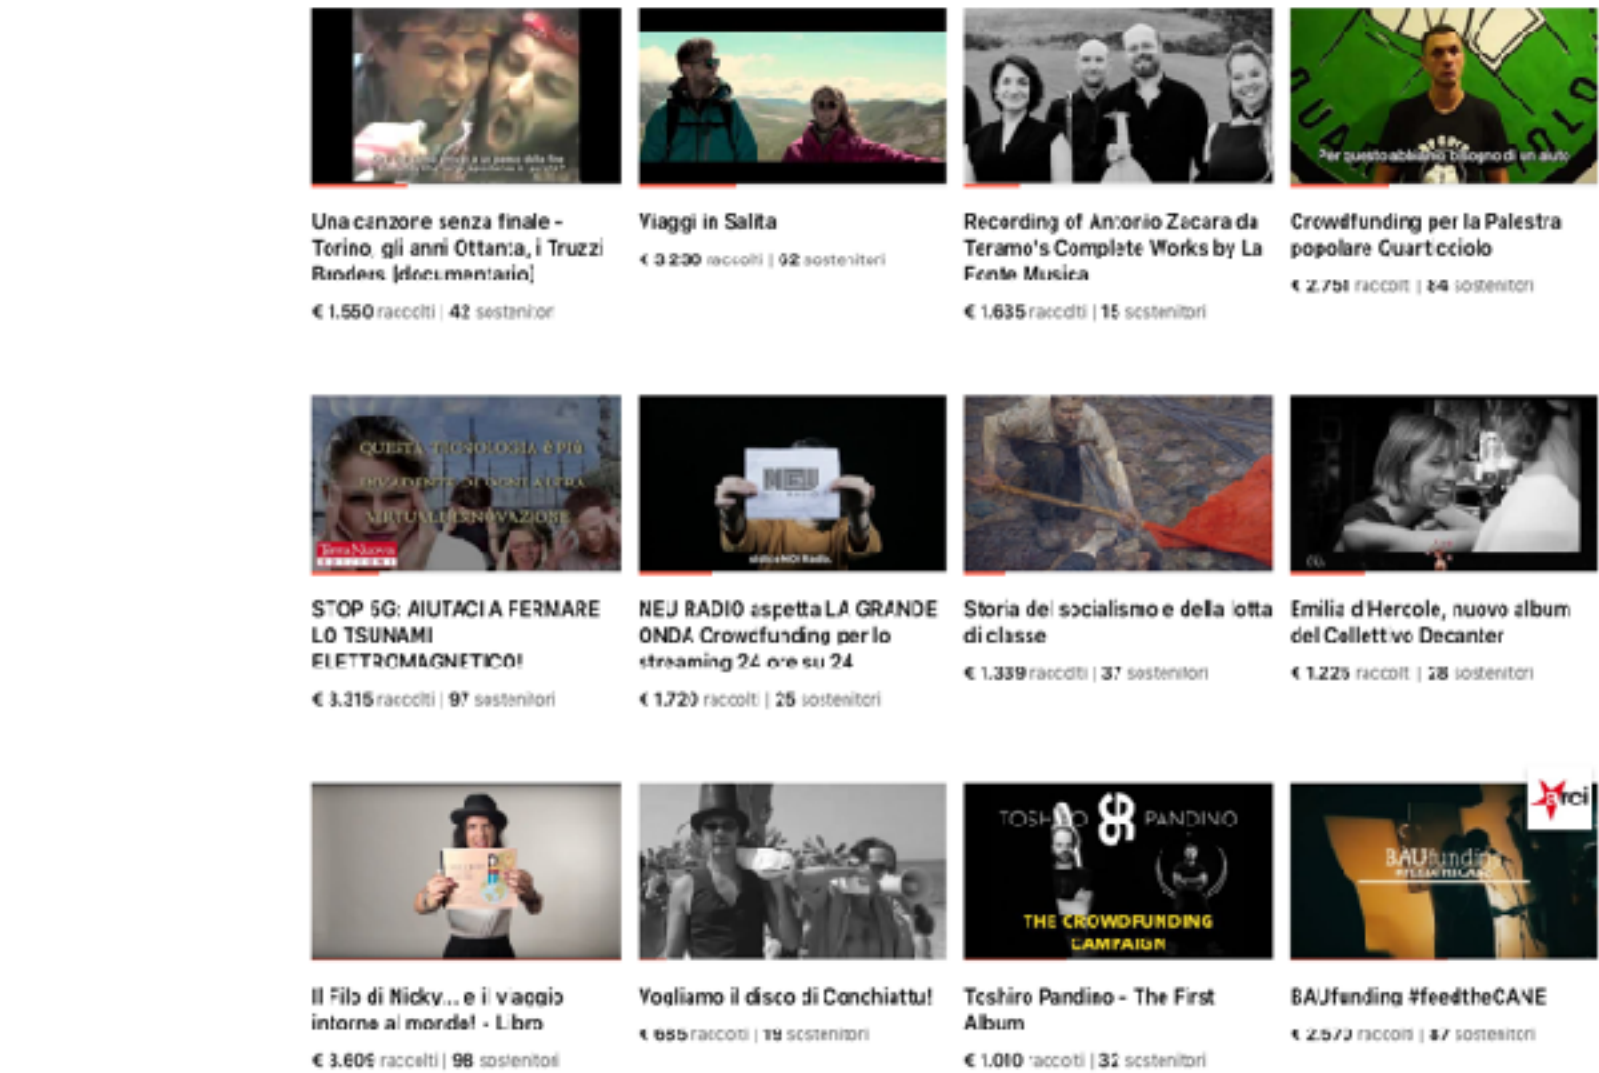 Per questo abbiamo bisogno di un aiuto
Una canzone senza finale -
Torino, gli anni Ottanta, i Truzzi
Broders [documentario]
€ 1.550 raccolti | 42 sostenitori
Viaggi in Salita
raccolti | sostenitori
Recording of Antonio Zacara da
Teramo's Complete Works by La
Fonte Musica
€ 1.635 raccolti | 15 sostenitori
Crowdfunding per la Palestra
popolare Quarticciolo
€ 2.751 raccolti | 84 sostenitori
QUESTA TECNOLOGIA è PIù
VIRTUALE INNOVAZIONE
Terra Nuova
EDIZIONI
NEU
RADIO
STOP 5G: AIUTACI A FERMARE
LO TSUNAMI
ELETTROMAGNETICO!
€ 3.315 raccolti | 97 sostenitori
NEU RADIO aspetta LA GRANDE
ONDA Crowdfunding per lo
streaming 24 ore su 24
€ 1.720 raccolti | 25 sostenitori
Storia del socialismo e della lotta
di classe
€ 1.339 raccolti | 37 sostenitori
Emilia d'Hercole, nuovo album
del Collettivo Decanter
€ 1.225 raccolti | 28 sostenitori
TOSHIRO PANDINO
THE CROWDFUNDING
CAMPAIGN
arci
BAUfunding
#FEEDTHECANE
Il Filo di Nicky... e il viaggio
intorno al mondo! - Libro
€ 3.609 raccolti | 98 sostenitori
Vogliamo il disco di Conchiattu!
€ 685 raccolti | 19 sostenitori
Toshiro Pandino - The First
Album
€ 1.010 raccolti | 32 sostenitori
BAUfunding #feedtheCANE
€ 2.570 raccolti | 87 sostenitori